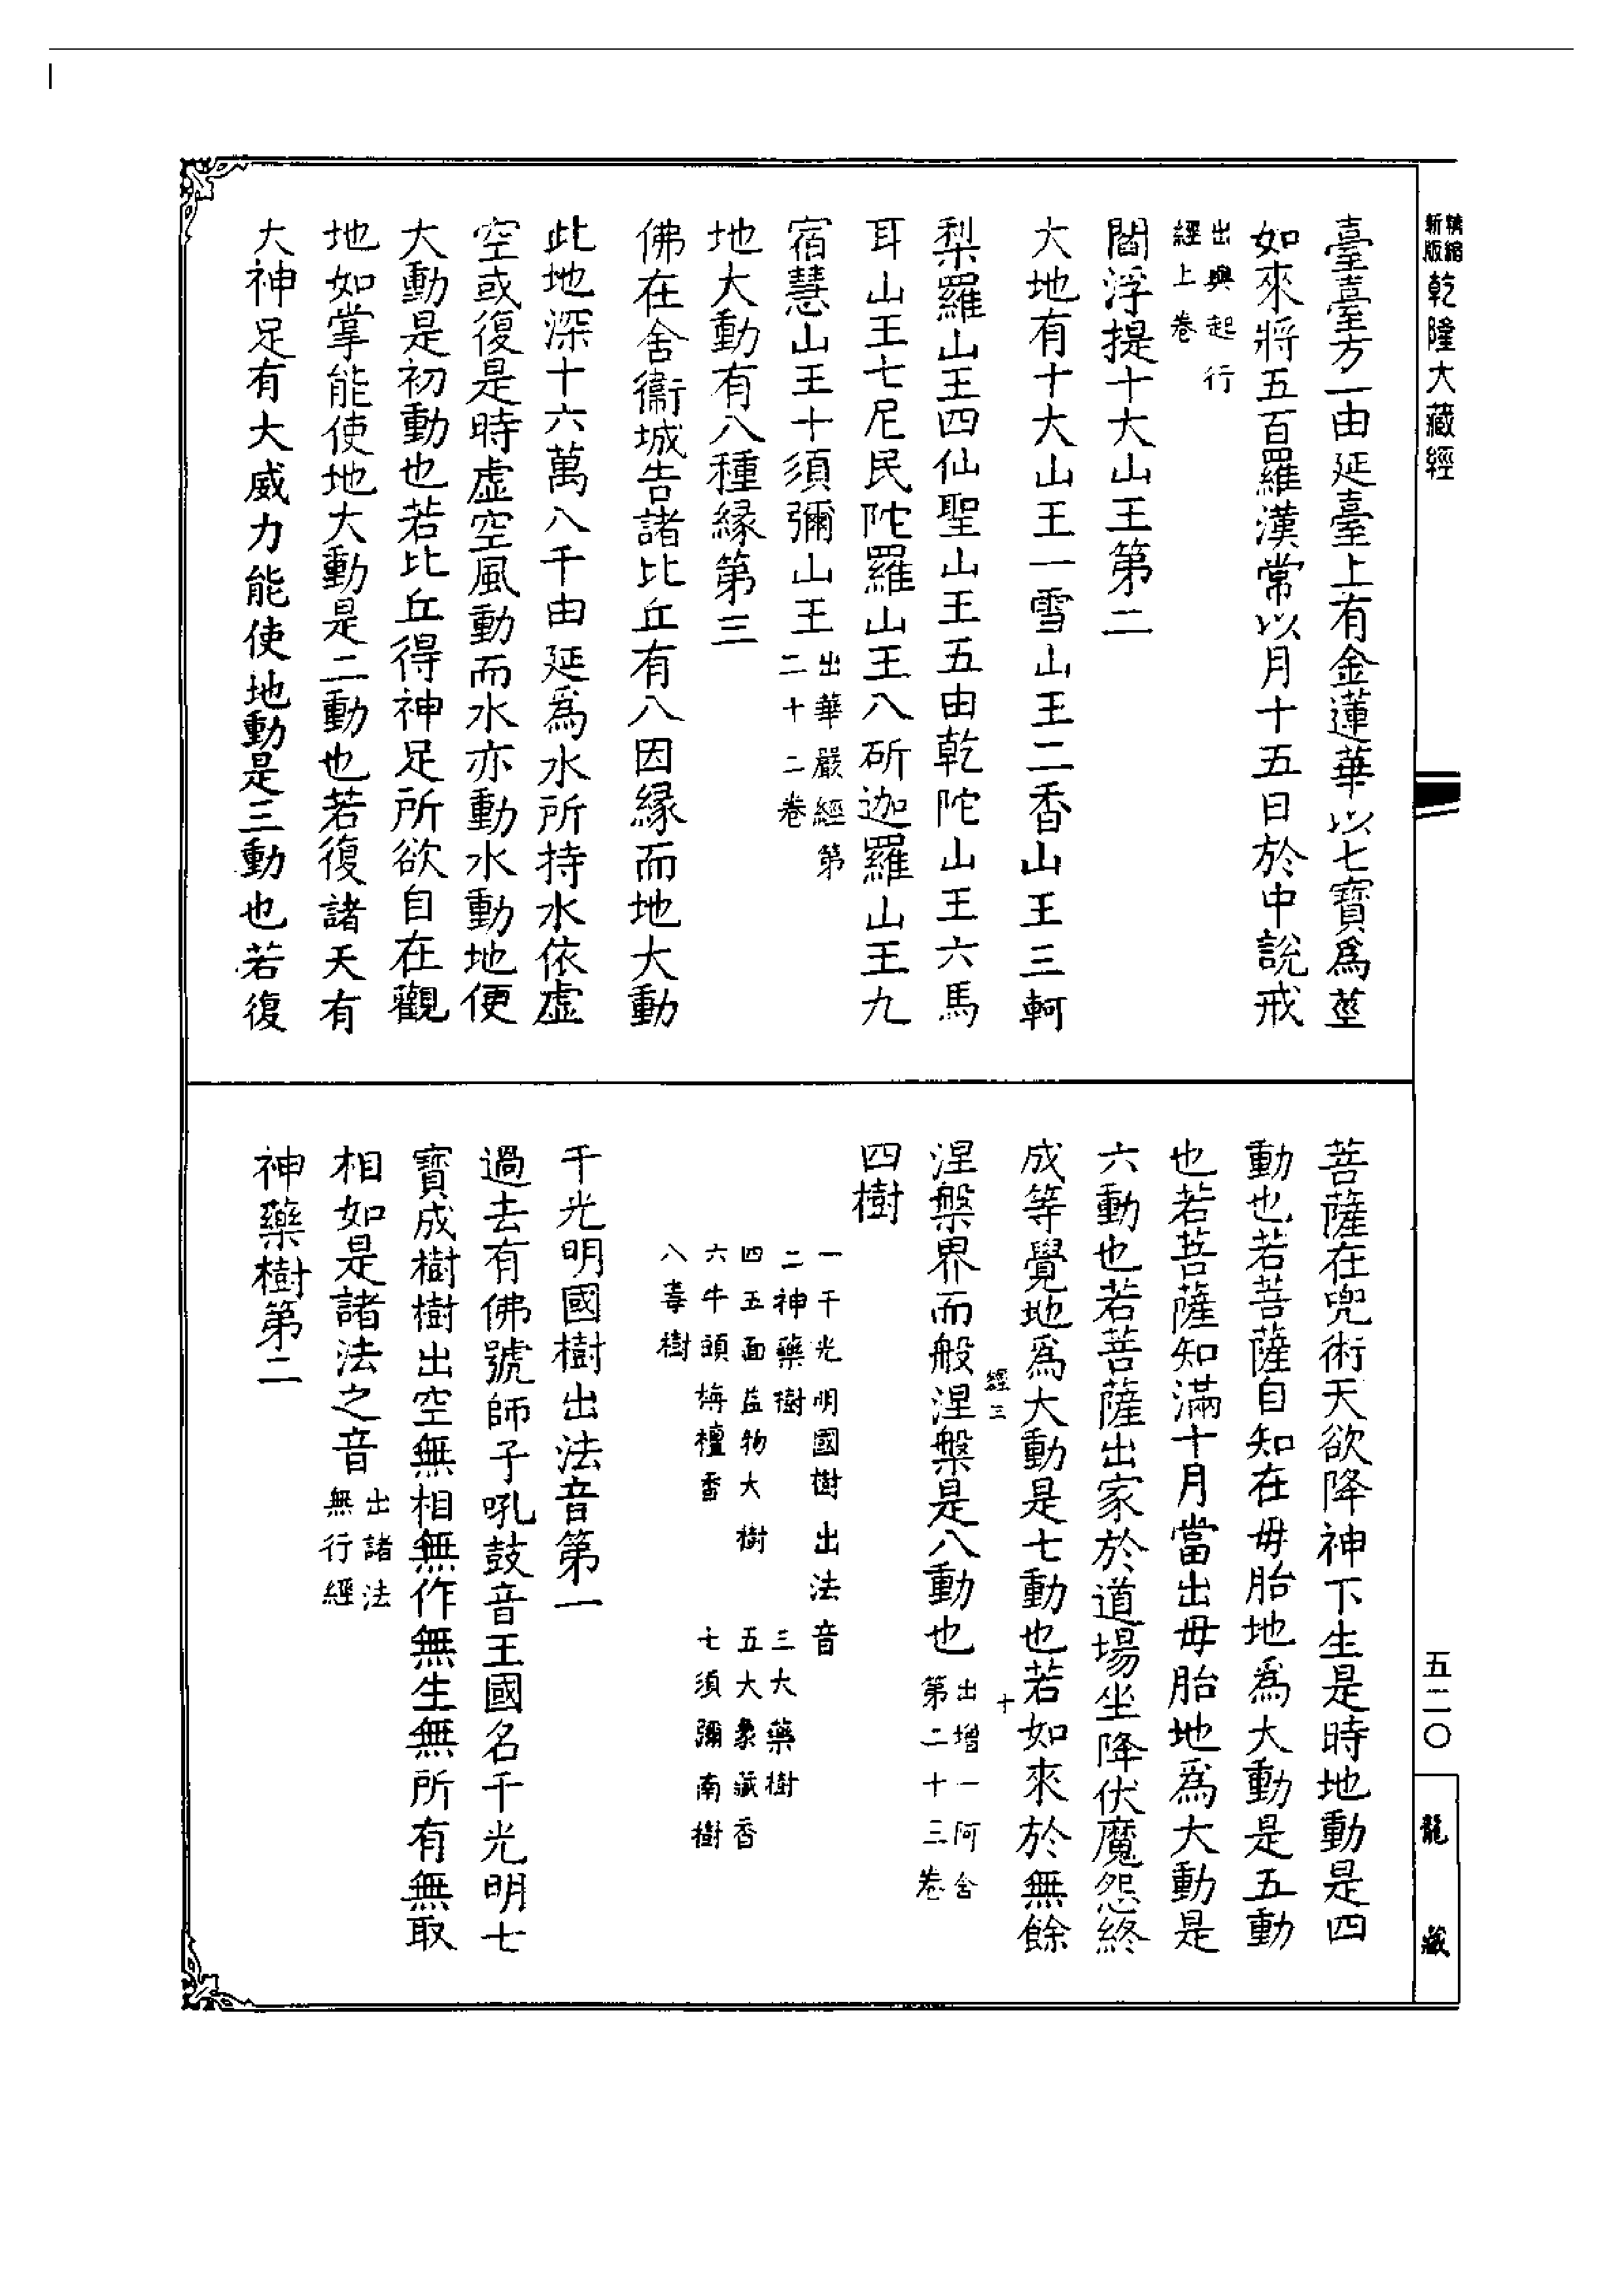 精縮
新版
乾隆大藏經
臺臺方一由延臺上有金蓮華以七寶爲莖
如來將五百羅漢常以月十五日於中說戒
出興起行
經上卷
閻浮提十大山王第二
大地有十大山王一雪山王二香山王三軻
梨羅山王四仙聖山王五由乾陀山王六馬
耳山王七尼民陀羅山王八斫迦羅山王九
宿慧山王十須彌山王出華嚴經第
二十二卷
地大動有八種緣第三
佛在舍衞城告諸比丘有八因緣而地大動
此地深十六萬八千由延爲水所持水依虛
空或復是時虛空風動而水亦動水動地便
大動是初動也若比丘得神足所欲自在觀
地如掌能使地大動是二動也若復諸天有
大神足有大威力能使地動是三動也若復
菩薩在兜術天欲降神下生是時地動是四
動也若菩薩自知在母胎地爲大動是五動
也若菩薩知滿十月當出母胎地爲大動是
六動也若菩薩出家於道場坐降伏魔怨終
成等覺地爲大動是七動也若如來於無餘
經三 十
涅槃界而般涅槃是八動也出增一阿含
第二十三卷
四樹
一千光明國樹出法音
二神藥樹 三大藥樹
四五面益物大樹 五大象藏香
六牛頭栴檀香 七須彌南樹
八毒樹
千光明國樹出法音第一
過去有佛號師子吼鼓音王國名千光明七
寶成樹樹出空無相無作無生無所有無取
相如是諸法之音出諸法
無行經
神藥樹第二
五二〇
龍藏